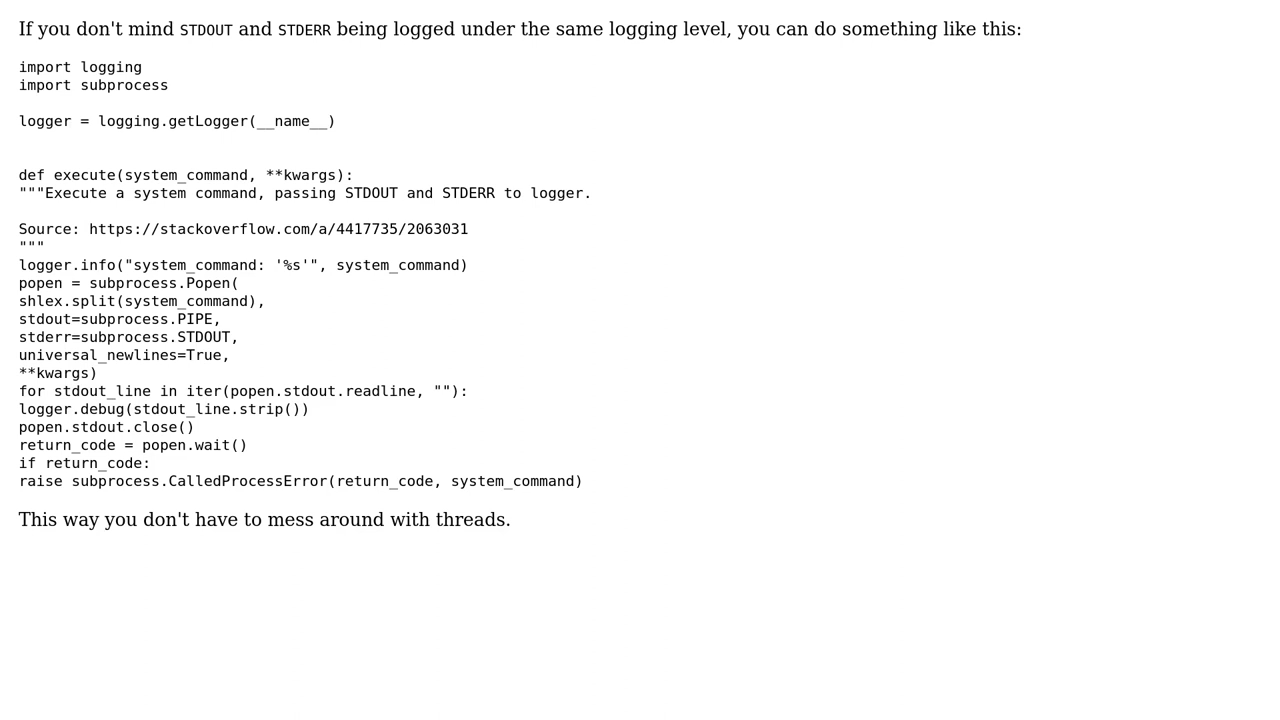 If you don't mind STDOUT and STDERR being logged under the same logging level, you can do something like this:
import logging
import subprocess
logger = logging.getLogger(__name__)
def execute(system_command, **kwargs):
"""Execute a system command, passing STDOUT and STDERR to logger.
Source: https://stackoverflow.com/a/4417735/2063031
"""
logger.info("system_command: '%s'", system_command)
popen = subprocess.Popen(
shlex.split(system_command),
stdout=subprocess.PIPE,
stderr=subprocess.STDOUT,
universal_newlines=True,
**kwargs)
for stdout_line in iter(popen.stdout.readline, ""):
logger.debug(stdout_line.strip())
popen.stdout.close()
return_code = popen.wait()
if return_code:
raise subprocess.CalledProcessError(return_code, system_command)
This way you don't have to mess around with threads.